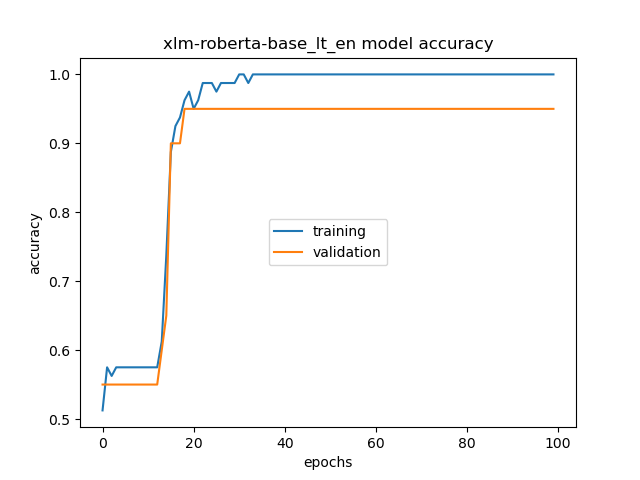 xlm-roberta-base_lt_en model accuracy
1.0
0.9
0.8
0.7
0.6
0.5
accuracy
training
validation
0 20 40 60 80 100
epochs